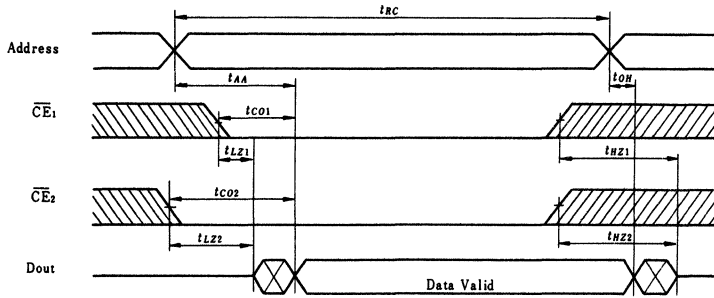 tRC
Address
tAA
tOH
CE1
tCO1
tLZ1
tHZ1
CE2
tCO2
tLZ2
tHZ2
Dout
Data Valid